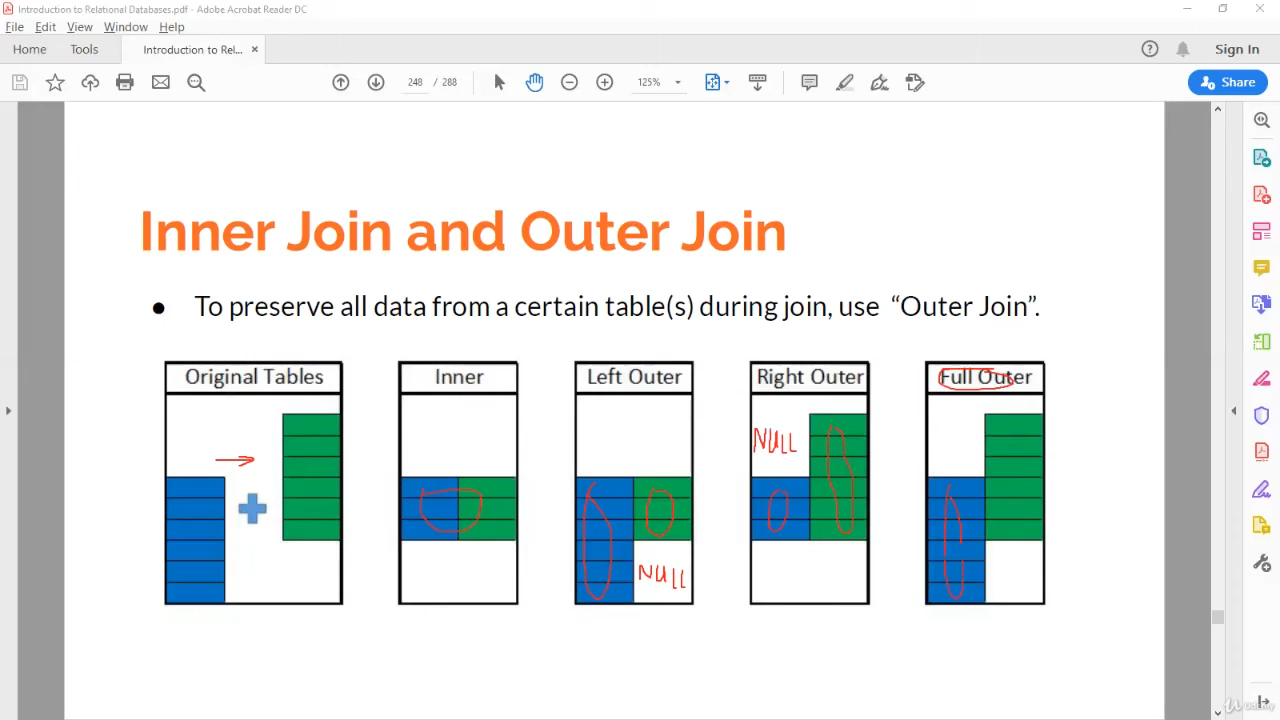 Introduction to Relational Databases.pdf - Adobe Acrobat Reader DC
File Edit View Window Help
Home Tools Introduction to Rel... × Sign In
248 / 288 125% Share
Inner Join and Outer Join
● To preserve all data from a certain table(s) during join, use “Outer Join”.
Original Tables Inner Left Outer Right Outer Full Outer
NULL
NULL
Udemy